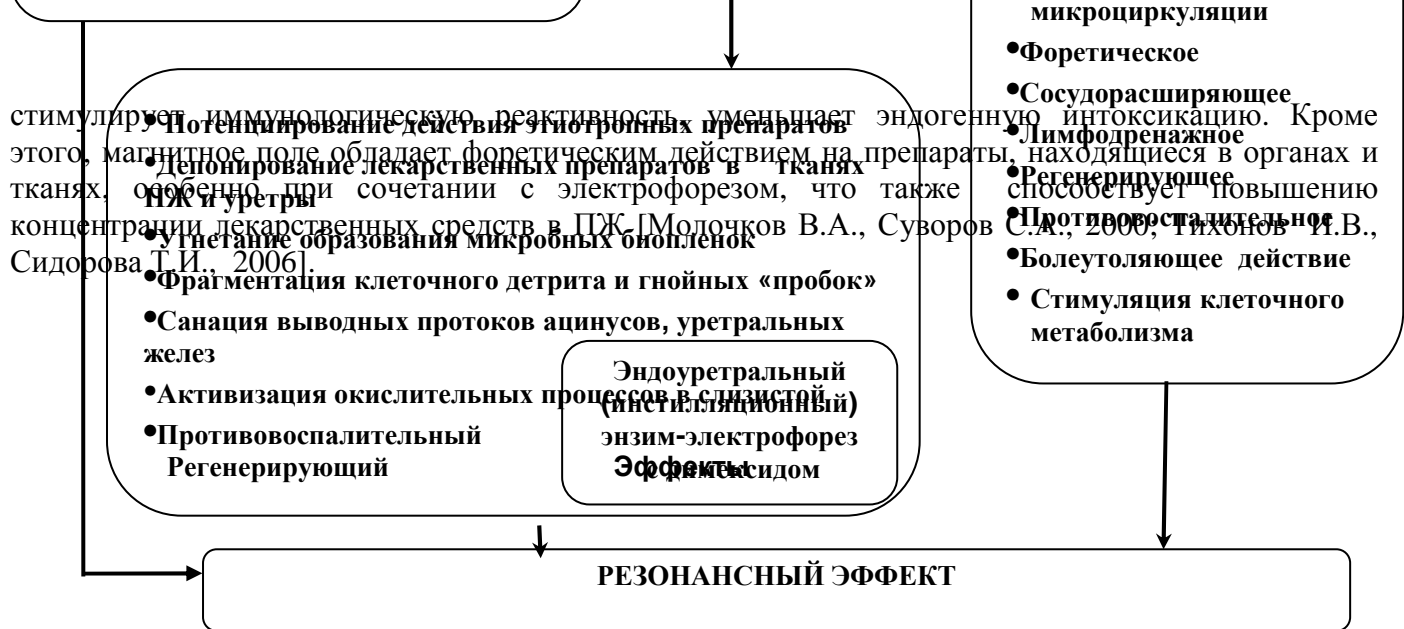 микроциркуляции
•Форетическое
•Сосудорасширяющее
•Лимфодренажное
•Регенерирующее
•Противовоспалительное
•Болеутоляющее действие
• Стимуляция клеточного
метаболизма
стимулирует иммунологическую реактивность, уменьшает эндогенную интоксикацию. Кроме
этого, магнитное поле обладает форетическим действием на препараты, находящиеся в органах и
тканях, особенно при сочетании с электрофорезом, что также способствует повышению
концентрации лекарственных средств в ПЖ [Молочков В.А., Суворов С.А., 2000; Тихонов И.В.,
Сидорова Т.И., 2006].
•Потенциирование действия этиотропных препаратов
•Депонирование лекарственных препаратов в тканях
ПЖ и уретры
•Угнетание образования микробных биопленок
•Фрагментация клеточного детрита и гнойных «пробок»
•Санация выводных протоков ацинусов, уретральных
желез
•Активизация окислительных процессов в слизистой
•Противовоспалительный
Регенерирующий
Эффекты
Эндоуретральный
(инстилляционный)
энзим-электрофорез
с димексидом
РЕЗОНАНСНЫЙ ЭФФЕКТ